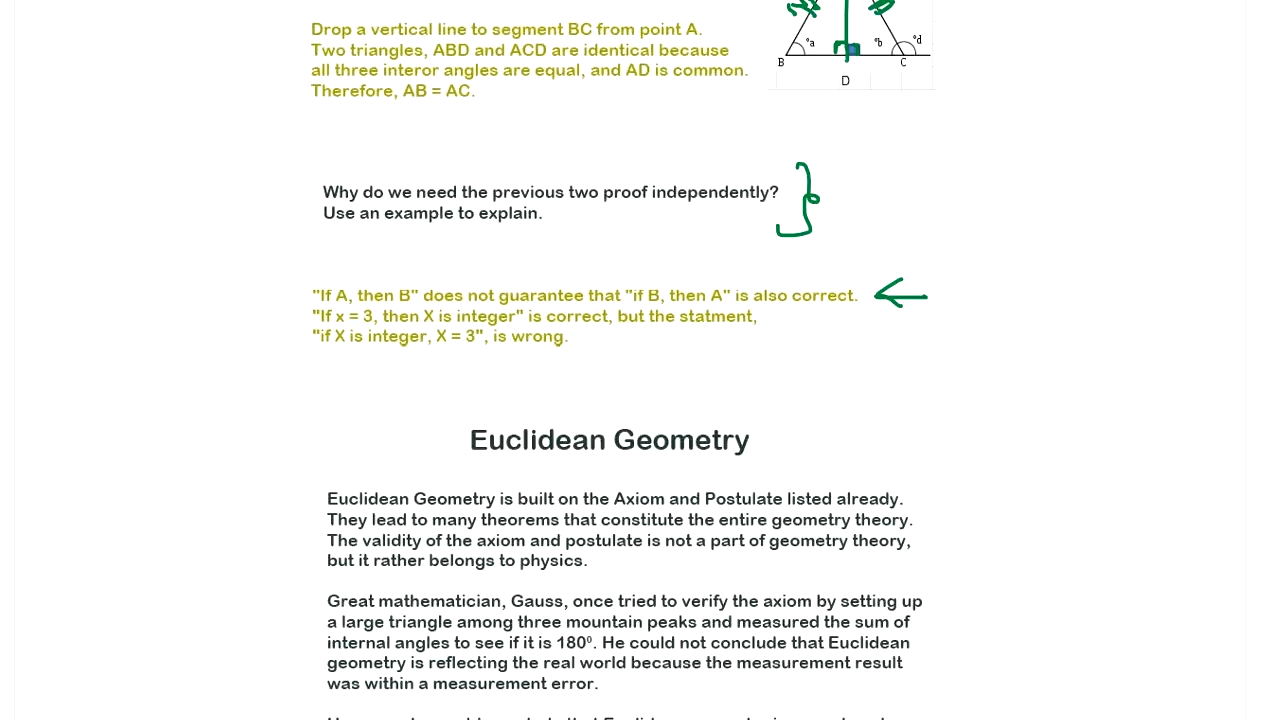 Drop a vertical line to segment BC from point A.
Two triangles, ABD and ACD are identical because
all three interor angles are equal, and AD is common.
Therefore, AB = AC.
°a
°b
°d
B
C
D
Why do we need the previous two proof independently?
Use an example to explain.
"If A, then B" does not guarantee that "if B, then A" is also correct.
"If x = 3, then X is integer" is correct, but the statment,
"if X is integer, X = 3", is wrong.
Euclidean Geometry
Euclidean Geometry is built on the Axiom and Postulate listed already.
They lead to many theorems that constitute the entire geometry theory.
The validity of the axiom and postulate is not a part of geometry theory,
but it rather belongs to physics.
Great mathematician, Gauss, once tried to verify the axiom by setting up
a large triangle among three mountain peaks and measured the sum of
internal angles to see if it is 180⁰. He could not conclude that Euclidean
geometry is reflecting the real world because the measurement result
was within a measurement error.